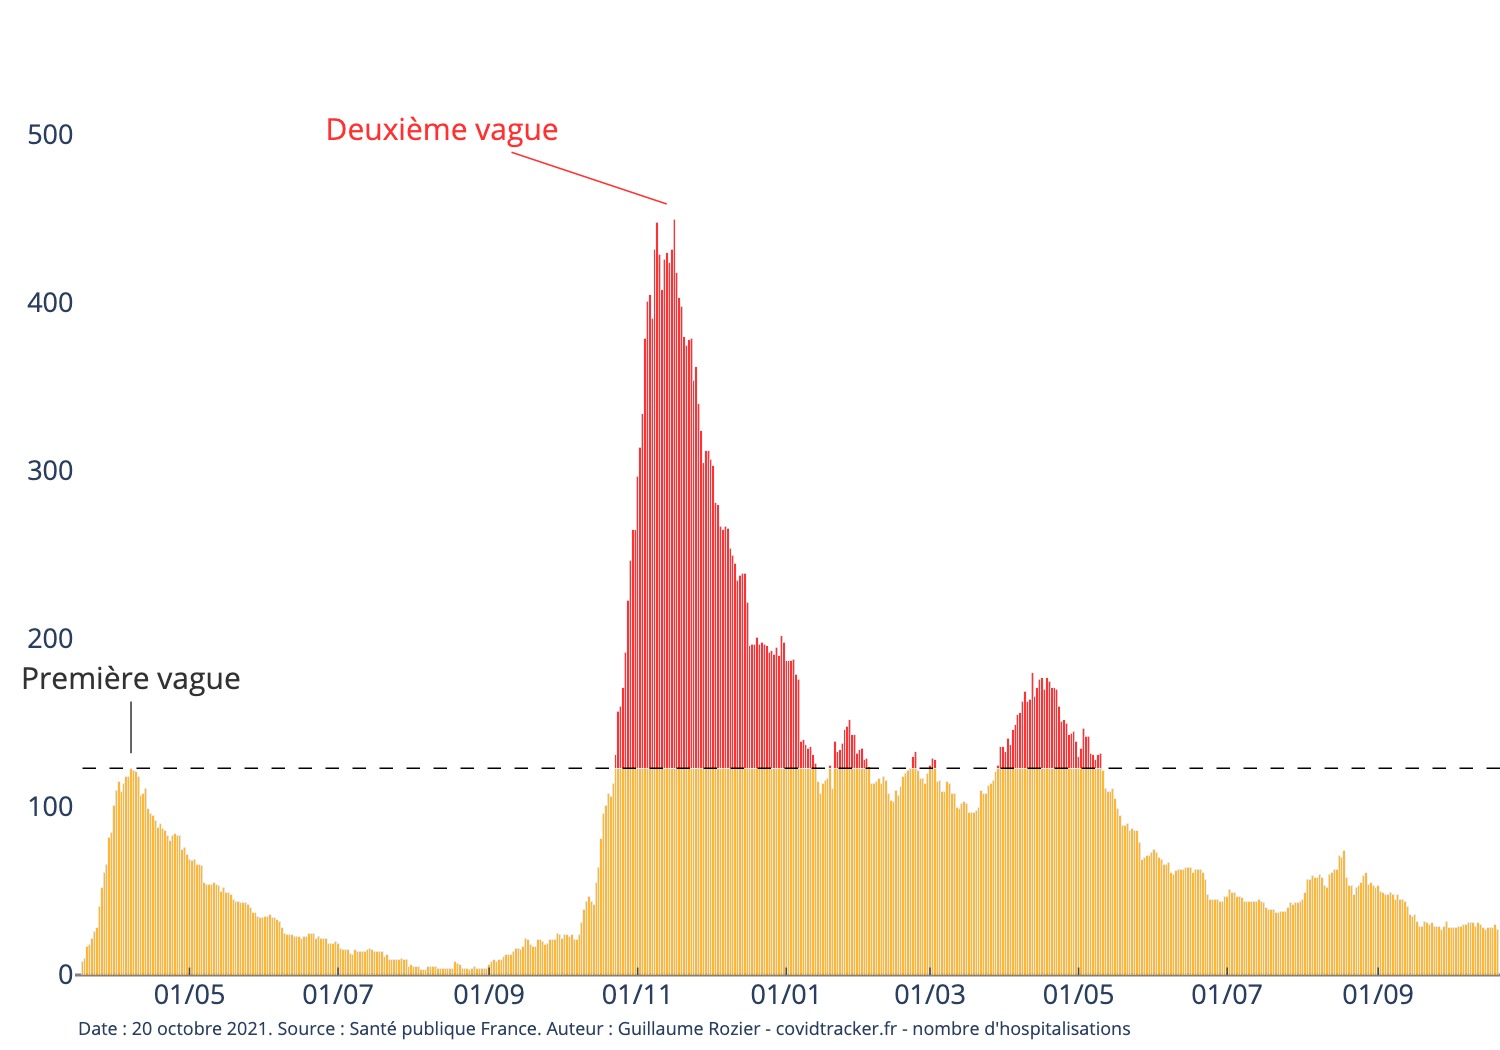 500
Deuxième vague
400
300
200
Première vague
100
0
01/05 01/07 01/09 01/11 01/01 01/03 01/05 01/07 01/09
Date : 20 octobre 2021. Source : Santé publique France. Auteur : Guillaume Rozier - covidtracker.fr - nombre d'hospitalisations